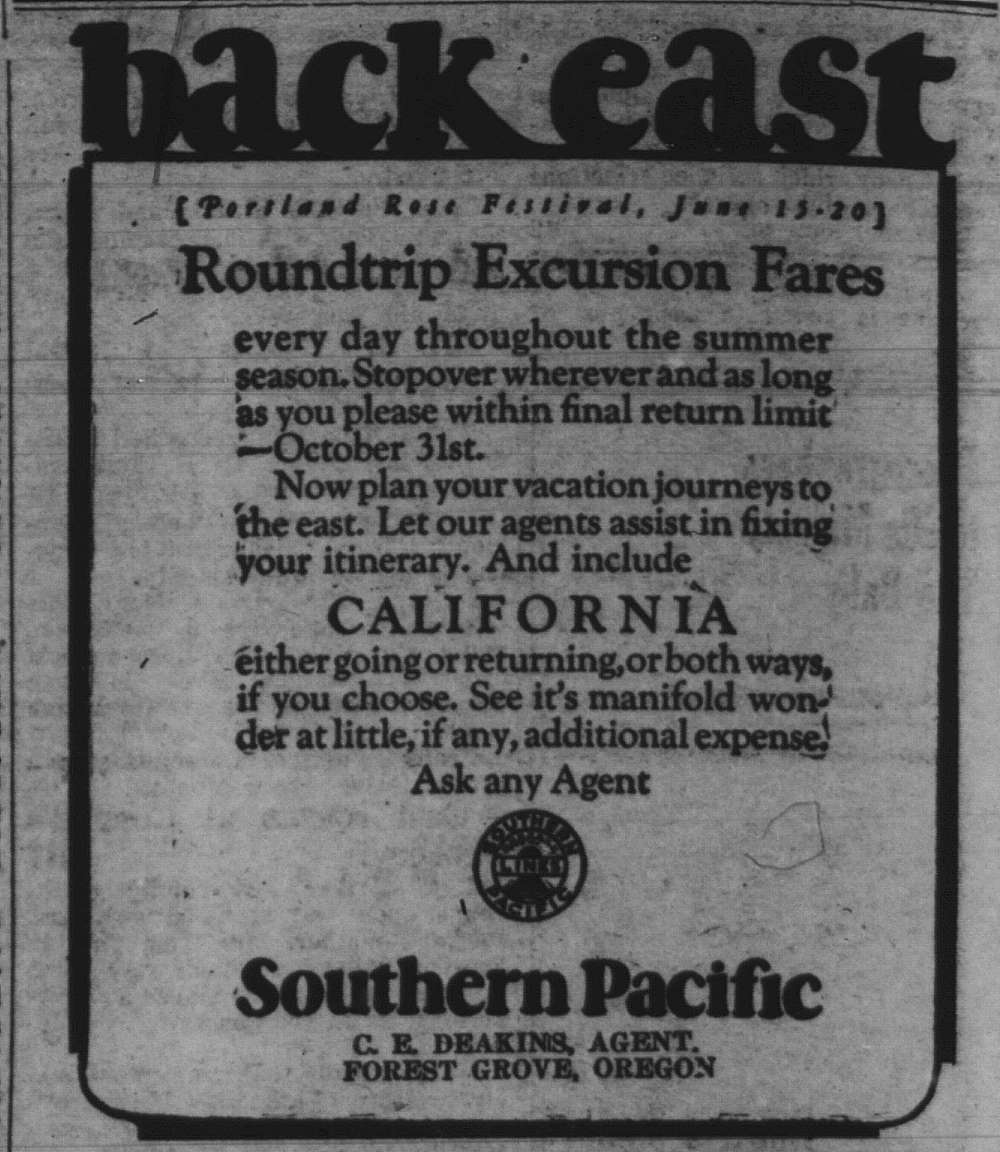 back east
[Portland Rose Festival, June 15-20]
Roundtrip Excursion Fares
every day throughout the summer
season. Stopover wherever and as long
as you please within final return limit
—October 31st.
Now plan your vacation journeys to
the east. Let our agents assist in fixing
your itinerary. And include
CALIFORNIA
either going or returning, or both ways,
if you choose. See it's manifold won-
der at little, if any, additional expense.
Ask any Agent
SOUTHERN
LINES
PACIFIC
Southern Pacific
C. E. DEAKINS, AGENT.
FOREST GROVE, OREGON